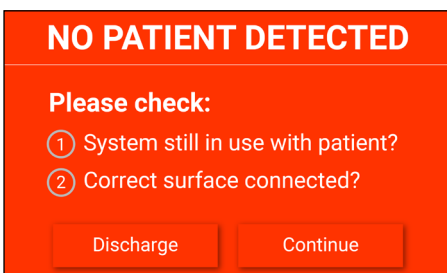 NO PATIENT DETECTED
Please check:
1 System still in use with patient?
2 Correct surface connected?
Discharge Continue